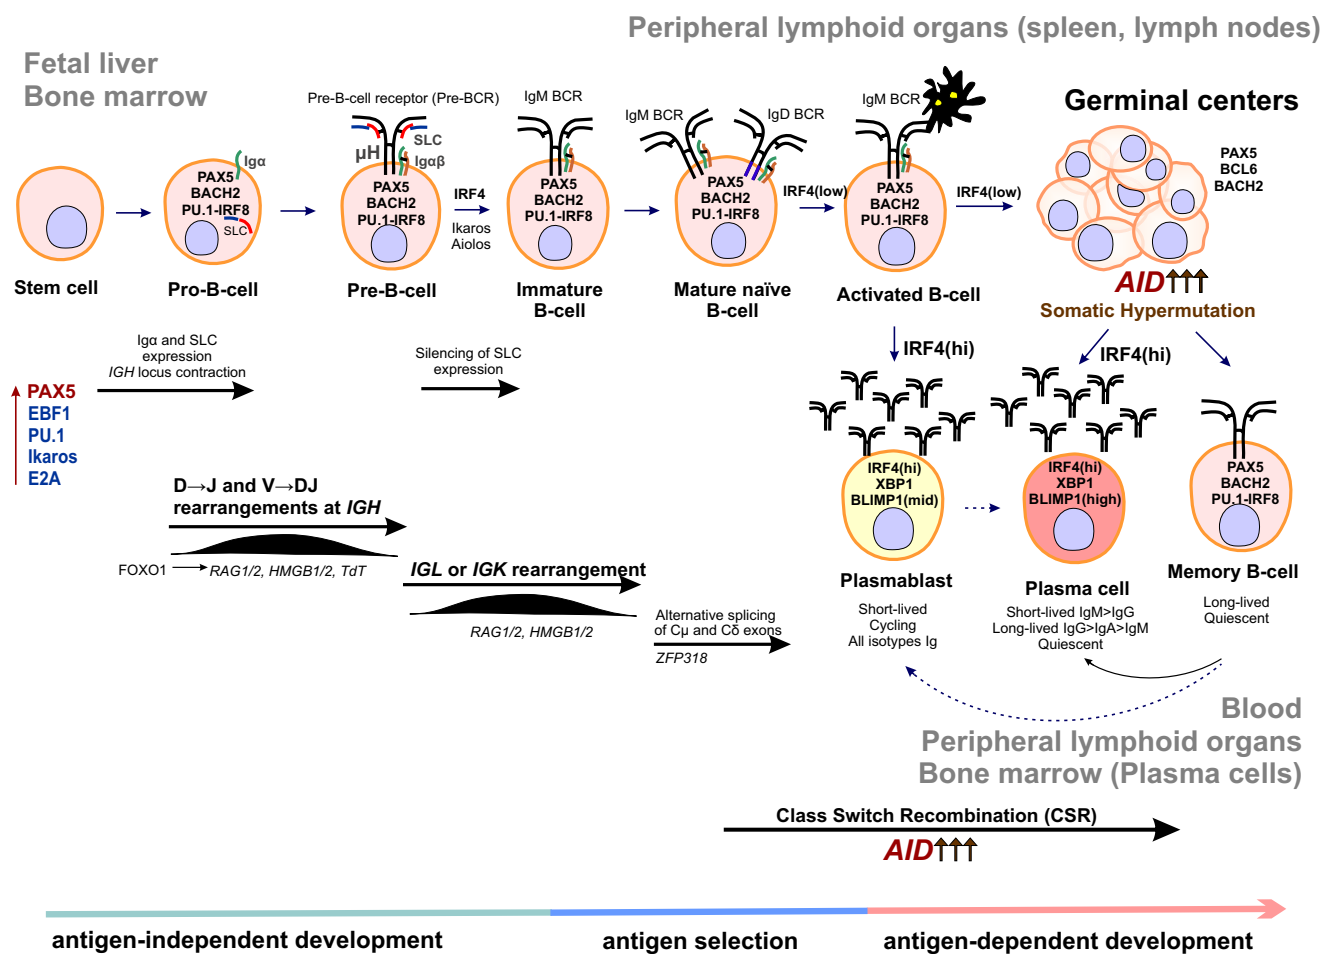 Peripheral lymphoid organs (spleen, lymph nodes)
Fetal liver
Bone marrow
Pre-B-cell receptor (Pre-BCR)
IgM BCR
IgM BCR
IgD BCR
IgM BCR
Germinal centers
Igα
μH
SLC
Igαβ
PAX5
BACH2
PU.1-IRF8
SLC
PAX5
BACH2
PU.1-IRF8
IRF4
Ikaros
Aiolos
PAX5
BACH2
PU.1-IRF8
PAX5
BACH2
PU.1-IRF8
IRF4(low)
PAX5
BACH2
PU.1-IRF8
IRF4(low)
PAX5
BCL6
BACH2
Stem cell
Pro-B-cell
Pre-B-cell
Immature
B-cell
Mature naïve
B-cell
Activated B-cell
AID
Somatic Hypermutation
Igα and SLC
expression
IGH locus contraction
Silencing of SLC
expression
IRF4(hi)
IRF4(hi)
PAX5
EBF1
PU.1
Ikaros
E2A
IRF4(hi)
XBP1
BLIMP1(mid)
IRF4(hi)
XBP1
BLIMP1(high)
PAX5
BACH2
PU.1-IRF8
D→J and V→DJ
rearrangements at IGH
FOXO1
RAG1/2, HMGB1/2, TdT
IGL or IGK rearrangement
RAG1/2, HMGB1/2
Alternative splicing
of Cμ and Cδ exons
ZFP318
Plasmablast
Short-lived
Cycling
All isotypes Ig
Plasma cell
Short-lived IgM>IgG
Long-lived IgG>IgA>IgM
Quiescent
Memory B-cell
Long-lived
Quiescent
Blood
Peripheral lymphoid organs
Bone marrow (Plasma cells)
Class Switch Recombination (CSR)
AID
antigen-independent development
antigen selection
antigen-dependent development